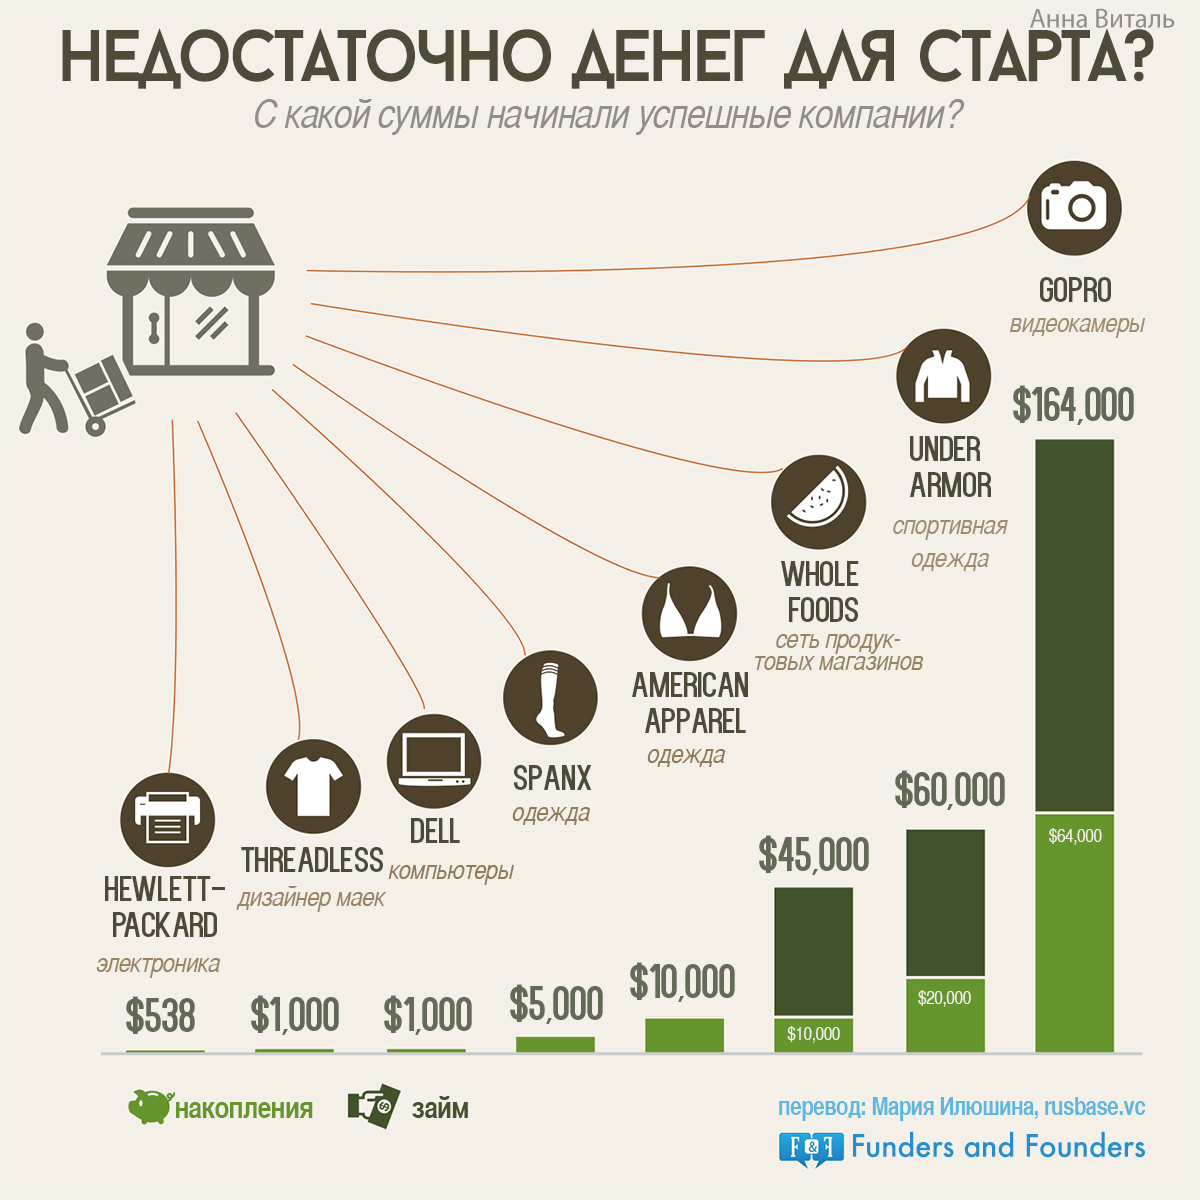 Анна Виталь
НЕДОСТАТОЧНО ДЕНЕГ ДЛЯ СТАРТА?
С какой суммы начинали успешные компании?
GOPRO
видеокамеры
$164,000
$64,000
UNDER
ARMOR
спортивная
одежда
$60,000
$20,000
WHOLE
FOODS
сеть продук-
товых магазинов
$45,000
$10,000
AMERICAN
APPAREL
одежда
$10,000
SPANX
одежда
$5,000
DELL
компьютеры
$1,000
THREADLESS
дизайнер маек
$1,000
HEWLETT-
PACKARD
электроника
$538
накопления
$
займ
перевод: Мария Илюшина, rusbase.vc
F&F Funders and Founders